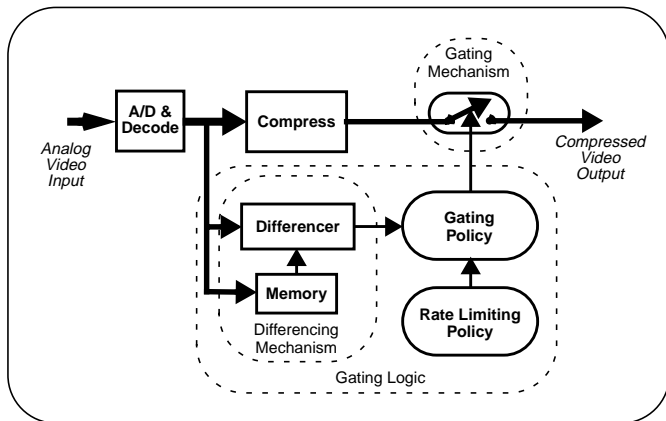 Gating
Mechanism
A/D &
Decode
Compress
Analog
Video
Input
Compressed
Video
Output
Differencer
Gating
Policy
Memory
Rate Limiting
Policy
Differencing
Mechanism
Gating Logic